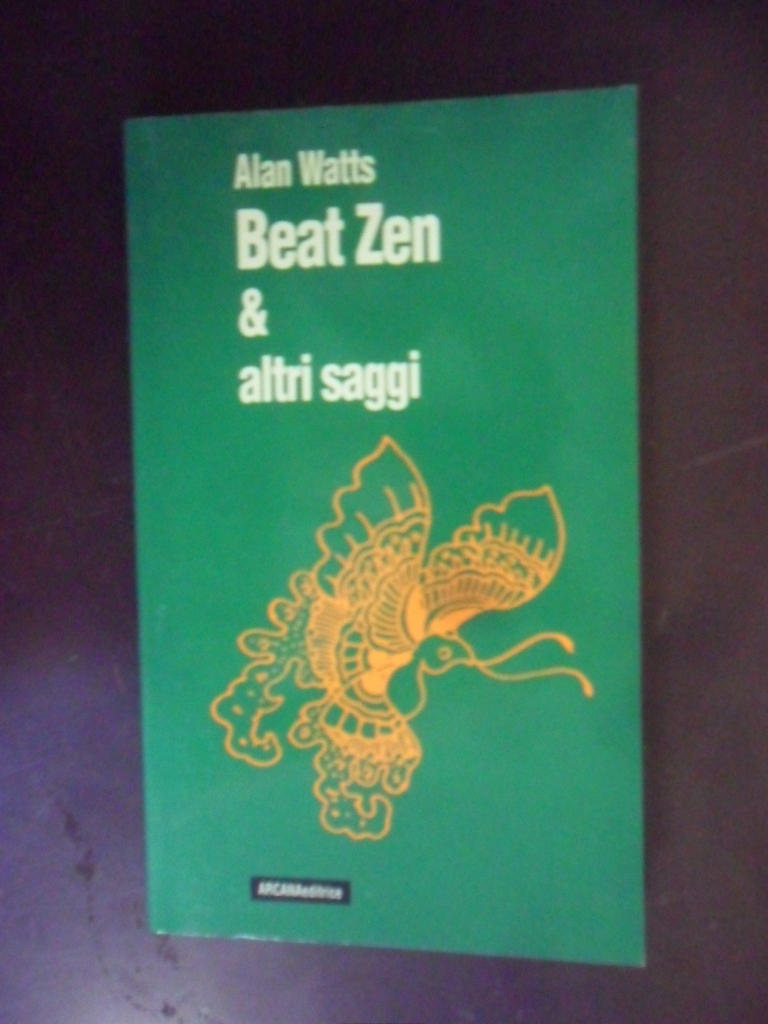 Alan Watts
Beat Zen
&
altri saggi
ARCANAeditrice